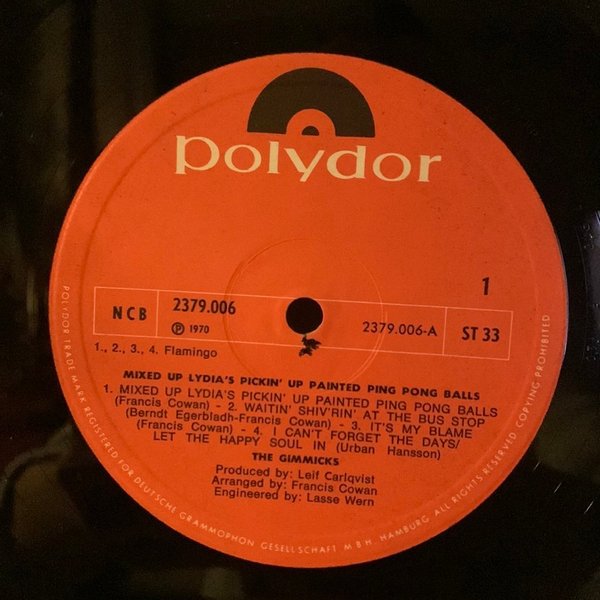 polydor
1
NCB
2379.006
℗ 1970
2379.006-A
ST 33
1., 2., 3., 4. Flamingo
MIXED UP LYDIA'S PICKIN' UP PAINTED PING PONG BALLS
1. MIXED UP LYDIA'S PICKIN' UP PAINTED PING PONG BALLS
(Francis Cowan) - 2. WAITIN' SHIV'RIN' AT THE BUS STOP
(Berndt Egerbladh-Francis Cowan) - 3. IT'S MY BLAME
(Francis Cowan) - 4. I CAN'T FORGET THE DAYS/
LET THE HAPPY SOUL IN (Urban Hansson)
THE GIMMICKS
Produced by: Leif Carlqvist
Arranged by: Francis Cowan
Engineered by: Lasse Wern
POLYDOR TRADE MARK REGISTERED FOR DEUTSCHE GRAMMOPHON GESELLSCHAFT M B H. HAMBURG ALL RIGHTS RESERVED COPYING PROHIBITED